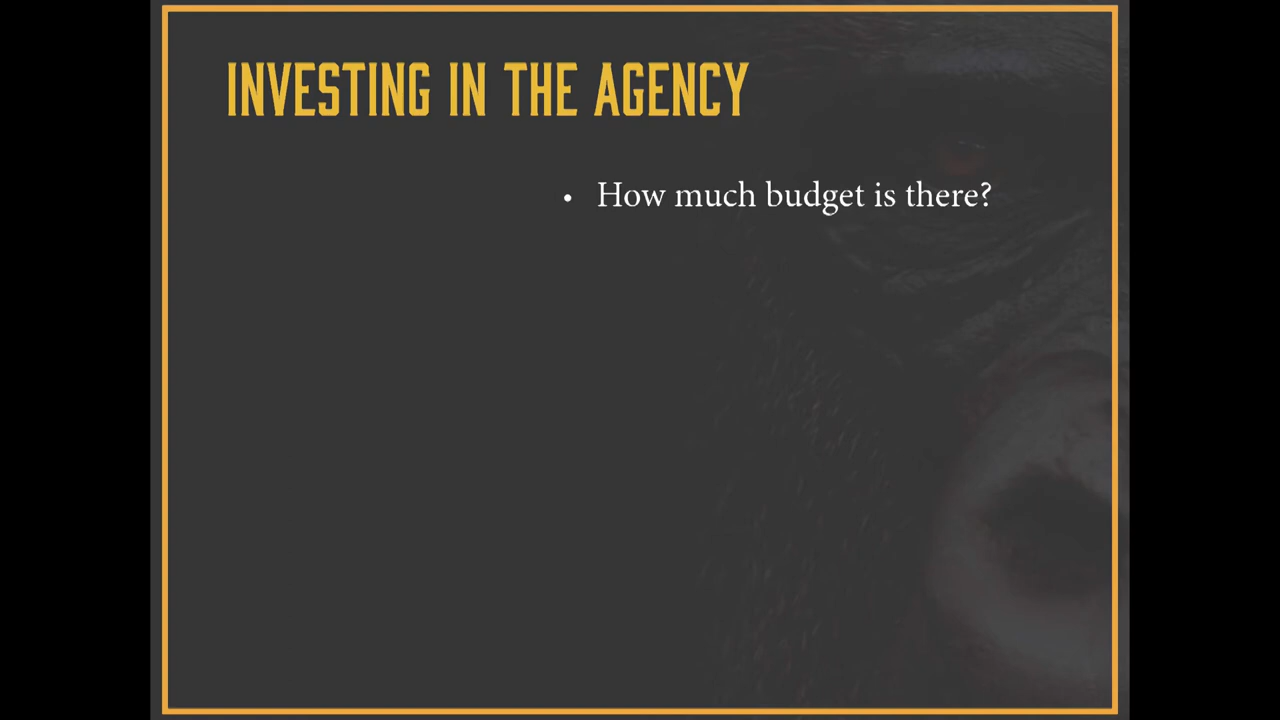 INVESTING IN THE AGENCY
• How much budget is there?